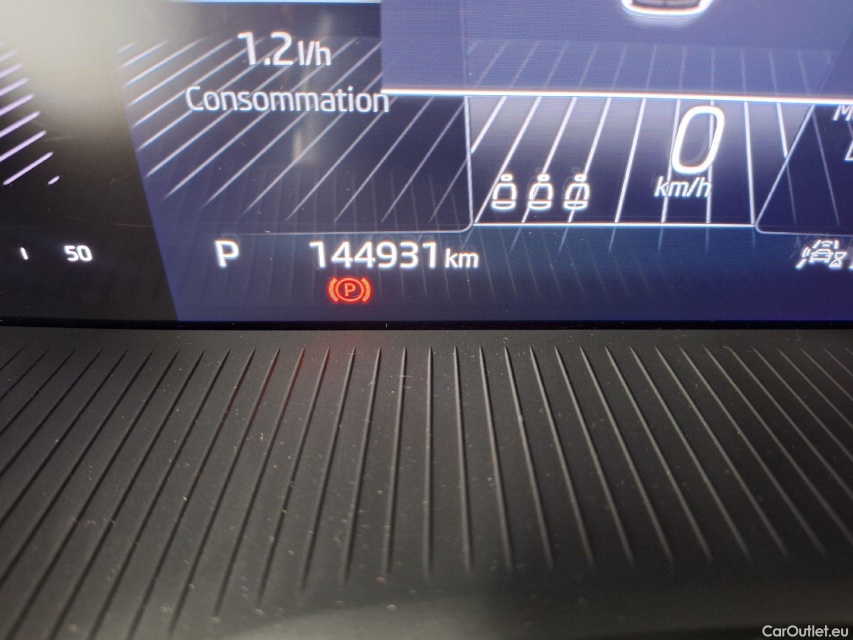 1.2 l/h
Consommation
0
km/h
50
P
144931 km
P
CarOutlet.eu